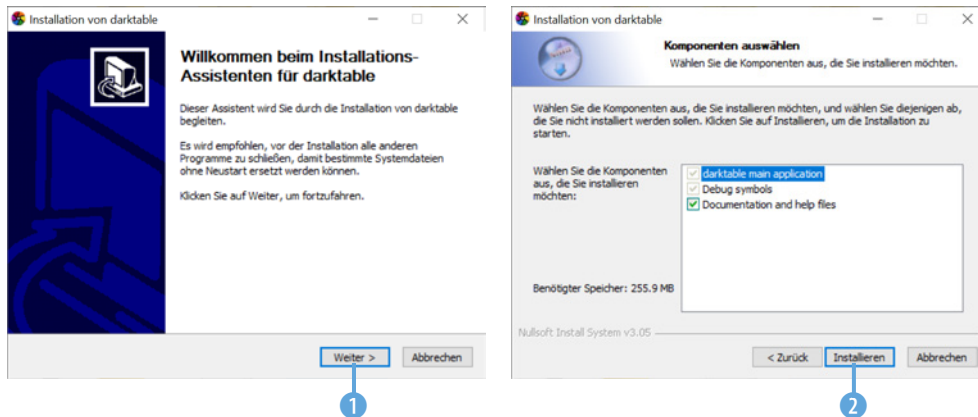 Installation von darktable
Willkommen beim Installations-
Assistenten für darktable
Dieser Assistent wird Sie durch die Installation von darktable
begleiten.
Es wird empfohlen, vor der Installation alle anderen
Programme zu schließen, damit bestimmte Systemdateien
ohne Neustart ersetzt werden können.
Klicken Sie auf Weiter, um fortzufahren.
Weiter >
Abbrechen
1
Installation von darktable
Komponenten auswählen
Wählen Sie die Komponenten aus, die Sie installieren möchten.
Wählen Sie die Komponenten aus, die Sie installieren möchten, und wählen Sie diejenigen ab,
die Sie nicht installiert werden sollen. Klicken Sie auf Installieren, um die Installation zu
starten.
Wählen Sie die Komponenten
aus, die Sie installieren
möchten:
darktable main application
Debug symbols
Documentation and help files
Benötigter Speicher: 255.9 MB
Nullsoft Install System v3.05
< Zurück
Installieren
Abbrechen
2